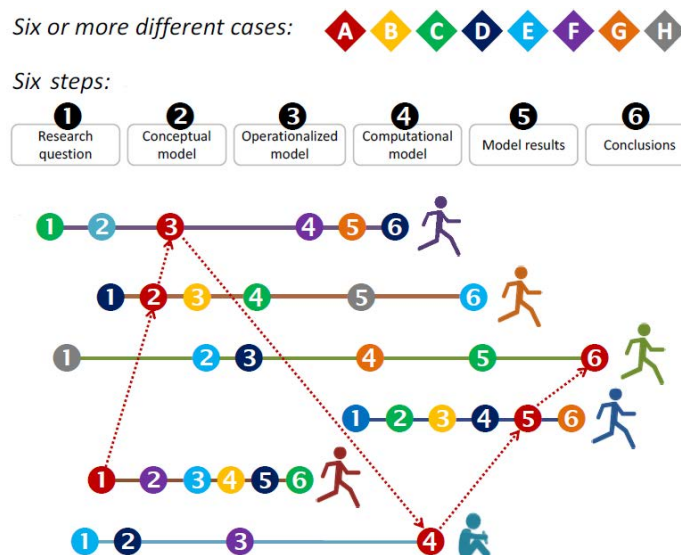 Six or more different cases: A B C D E F G H
Six steps:
1 2 3 4 5 6
Research question
Conceptual model
Operationalized model
Computational model
Model results
Conclusions
1 2 3 4 5 6
1 2 3 4 5 6
1 2 3 4 5 6
1 2 3 4 5 6
1 2 3 4 5 6
1 2 3 4